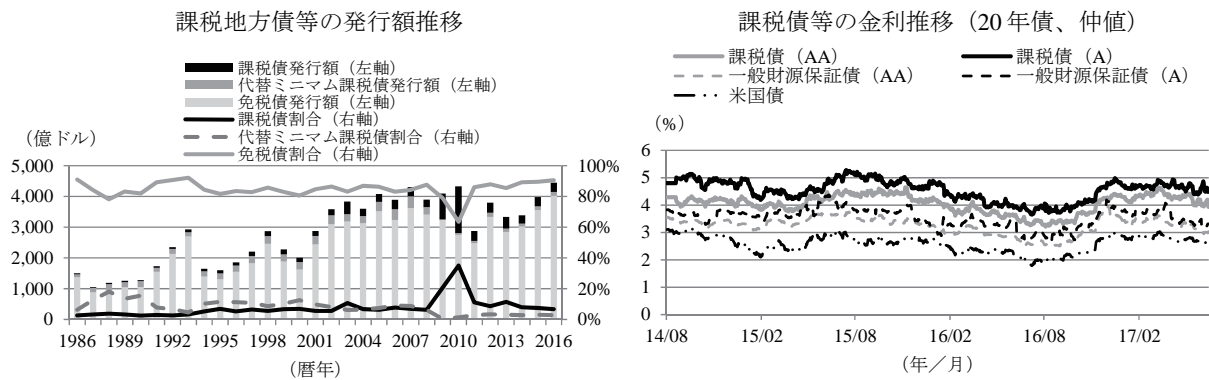 課税地方債等の発行額推移
課税債発行額（左軸）
代替ミニマム課税債発行額（左軸）
免税債発行額（左軸）
課税債割合（右軸）
代替ミニマム課税債割合（右軸）
免税債割合（右軸）
（億ドル）
5,000
4,000
3,000
2,000
1,000
0
100%
80%
60%
40%
20%
0%
1986 1989 1992 1995 1998 2001 2004 2007 2010 2013 2016
（暦年）
課税債等の金利推移（20年債、仲値）
課税債（AA） 課税債（A）
一般財源保証債（AA） 一般財源保証債（A）
米国債
（%）
6
5
4
3
2
1
0
14/08 15/02 15/08 16/02 16/08 17/02
（年／月）